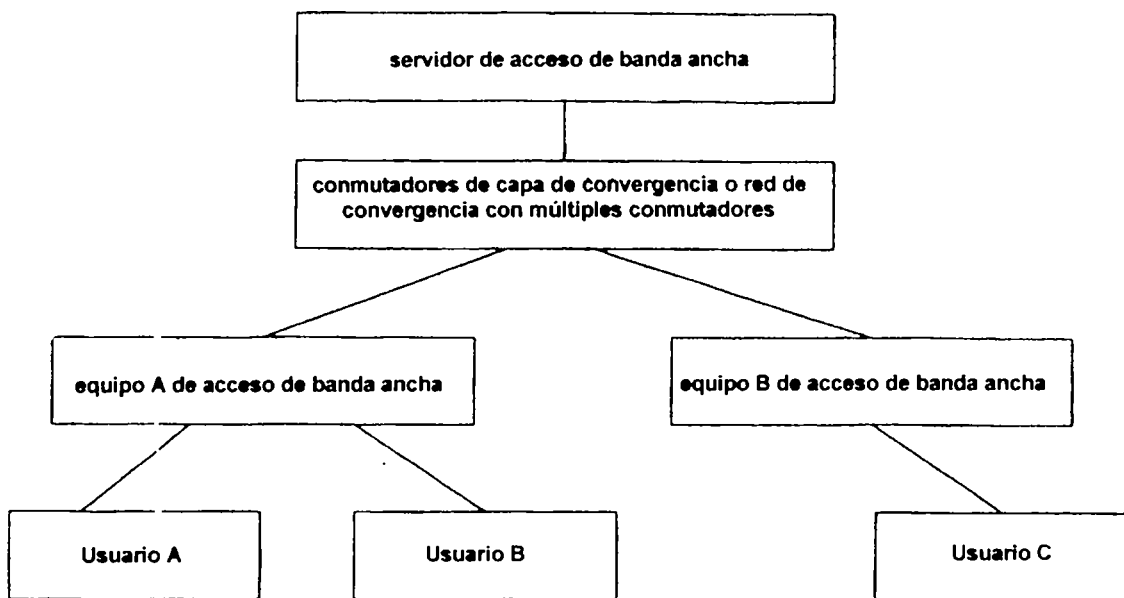 servidor de acceso de banda ancha
conmutadores de capa de convergencia o red de
convergencia con múltiples conmutadores
equipo A de acceso de banda ancha
equipo B de acceso de banda ancha
Usuario A
Usuario B
Usuario C